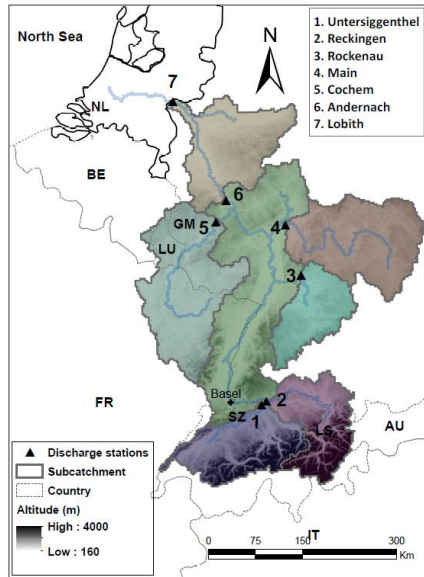 North Sea
N
1. Untersiggenthel
2. Reckingen
3. Rockenau
4. Main
5. Cochem
6. Andernach
7. Lobith
7
NL
BE
6
5
GM
4
LU
3
Basel
2
FR
SZ
1
Ls
AU
Discharge stations
Subcatchment
Country
Altitude (m)
High : 4000
Low : 160
IT
0 75 150 300
Km